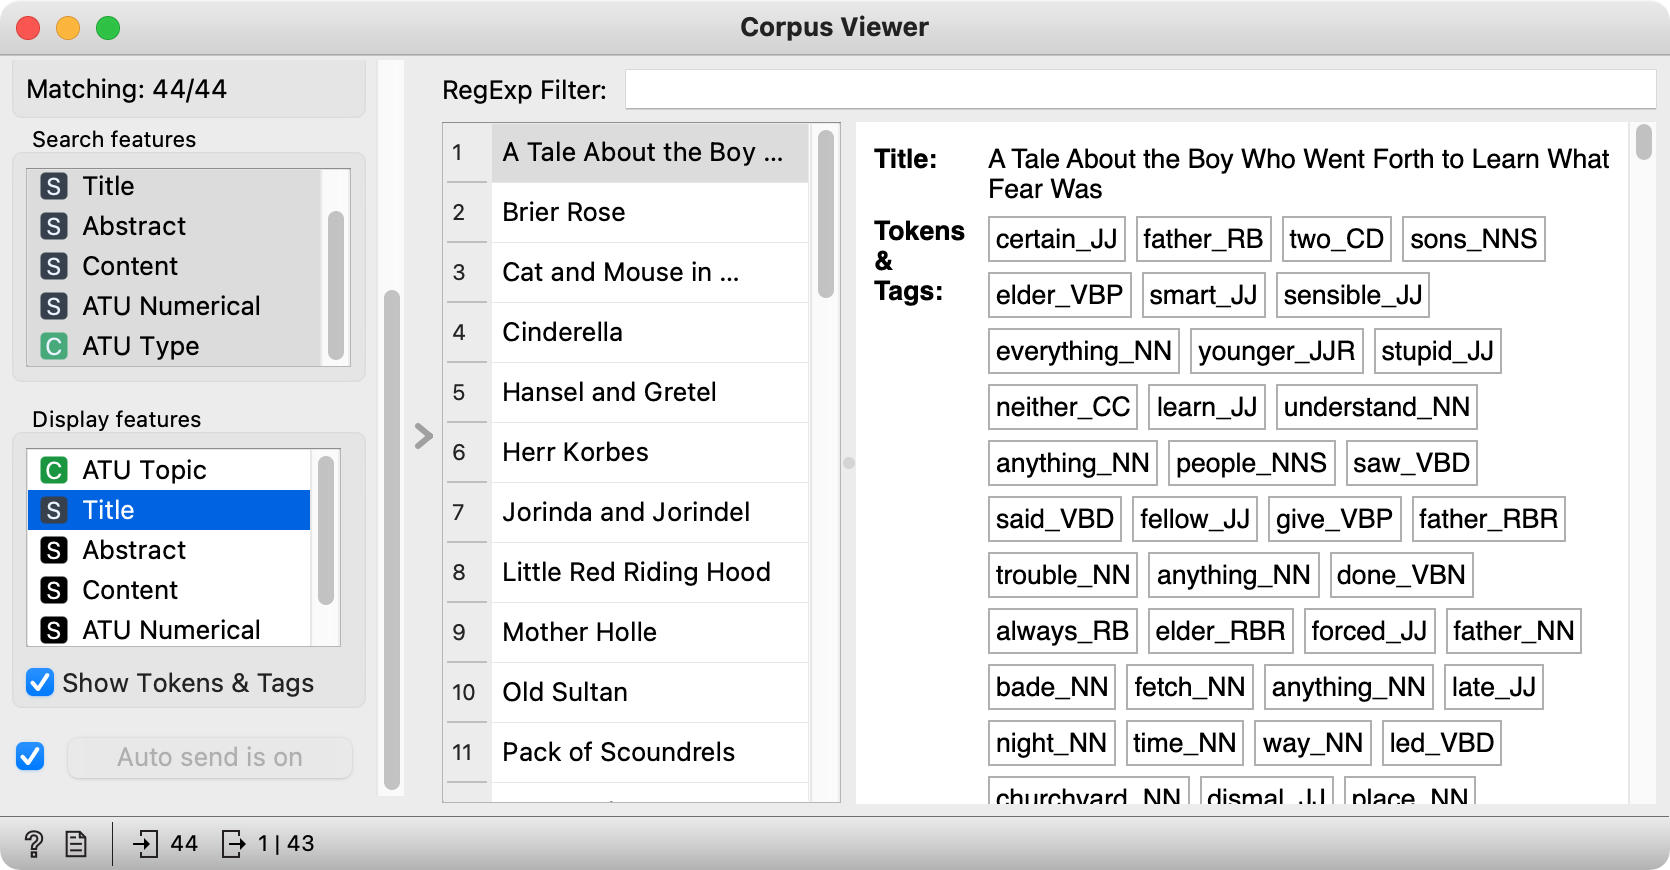 Corpus Viewer
Matching: 44/44
Search features
S Title
S Abstract
S Content
S ATU Numerical
C ATU Type
Display features
C ATU Topic
S Title
S Abstract
S Content
S ATU Numerical
Show Tokens & Tags
Auto send is on
RegExp Filter:
1 A Tale About the Boy ...
2 Brier Rose
3 Cat and Mouse in ...
4 Cinderella
5 Hansel and Gretel
6 Herr Korbes
7 Jorinda and Jorindel
8 Little Red Riding Hood
9 Mother Holle
10 Old Sultan
11 Pack of Scoundrels
Title: A Tale About the Boy Who Went Forth to Learn What
Fear Was
Tokens
&
Tags:
certain_JJ father_RB two_CD sons_NNS
elder_VBP smart_JJ sensible_JJ
everything_NN younger_JJR stupid_JJ
neither_CC learn_JJ understand_NN
anything_NN people_NNS saw_VBD
said_VBD fellow_JJ give_VBP father_RBR
trouble_NN anything_NN done_VBN
always_RB elder_RBR forced_JJ father_NN
bade_NN fetch_NN anything_NN late_JJ
night_NN time_NN way_NN led_VBD
churchyard_NN dismal_JJ place_NN
? 44 1 | 43